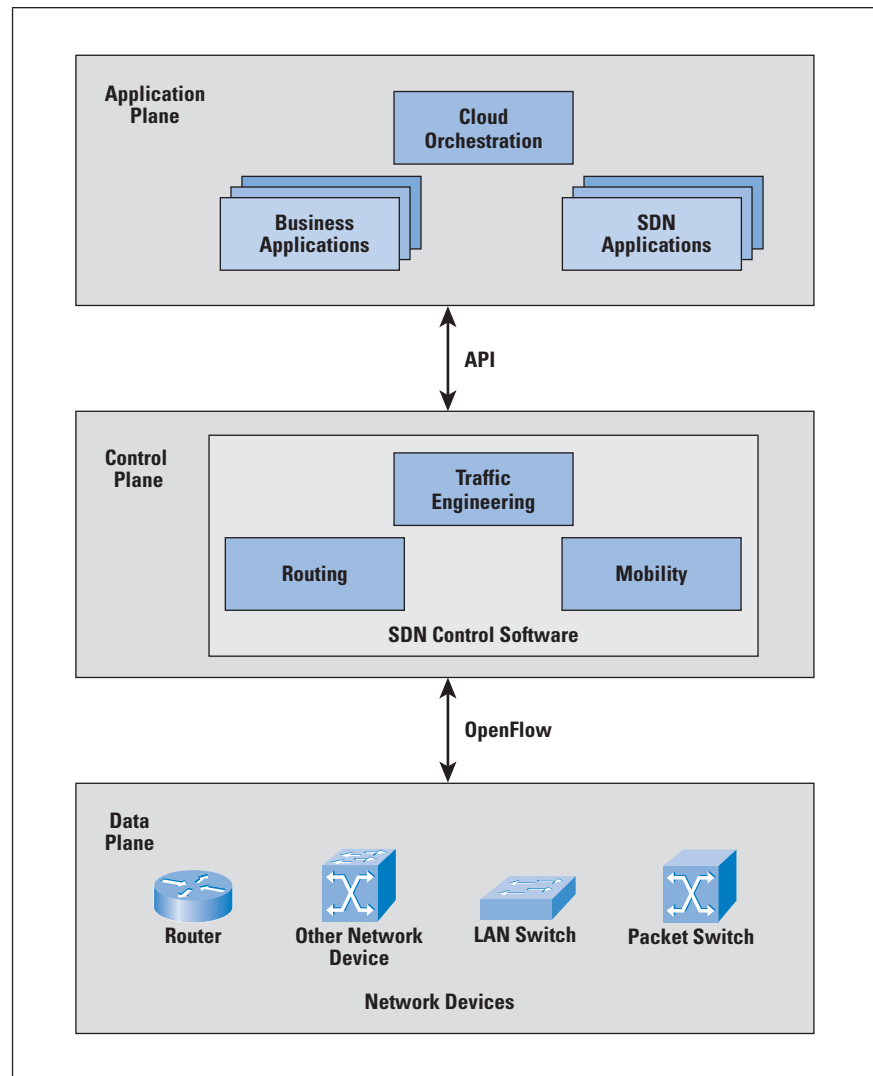 Application
Plane
Cloud
Orchestration
Business
Applications
SDN
Applications
API
Control
Plane
Traffic
Engineering
Routing
Mobility
SDN Control Software
OpenFlow
Data
Plane
Router
Other Network
Device
LAN Switch
Packet Switch
Network Devices